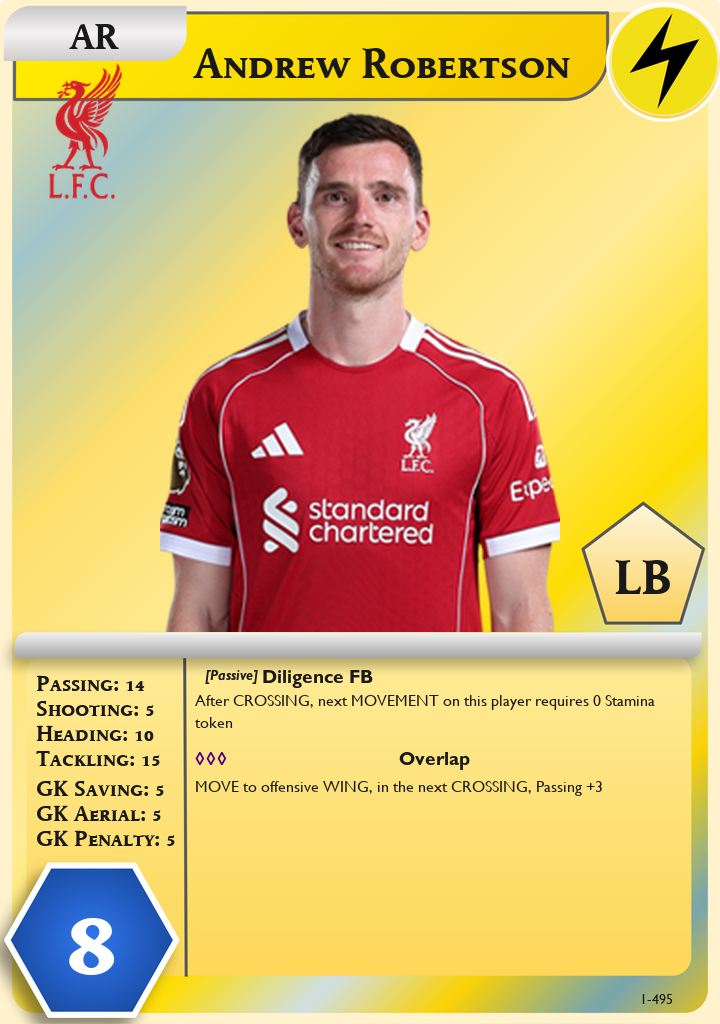 AR
Andrew Robertson
L.F.C.
L.F.C.
Expe
standard
chartered
LB
Passing: 14
Shooting: 5
Heading: 10
Tackling: 15
GK Saving: 5
GK Aerial: 5
GK Penalty: 5
8
[Passive] Diligence FB
After CROSSING, next MOVEMENT on this player requires 0 Stamina
token
◊◊◊ Overlap
MOVE to offensive WING, in the next CROSSING, Passing +3
1-495